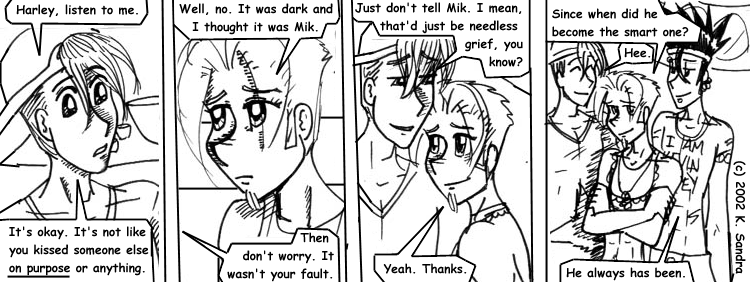 Harley, listen to me.
It's okay. It's not like
you kissed someone else
on purpose or anything.
Well, no. It was dark and
I thought it was Mik.
Then
don't worry. It
wasn't your fault.
Just don't tell Mik. I mean,
that'd just be needless
grief, you
know?
Yeah. Thanks.
Since when did he
become the smart one?
Hee.
I AM
He always has been.
(c) 2002 K. Sandra